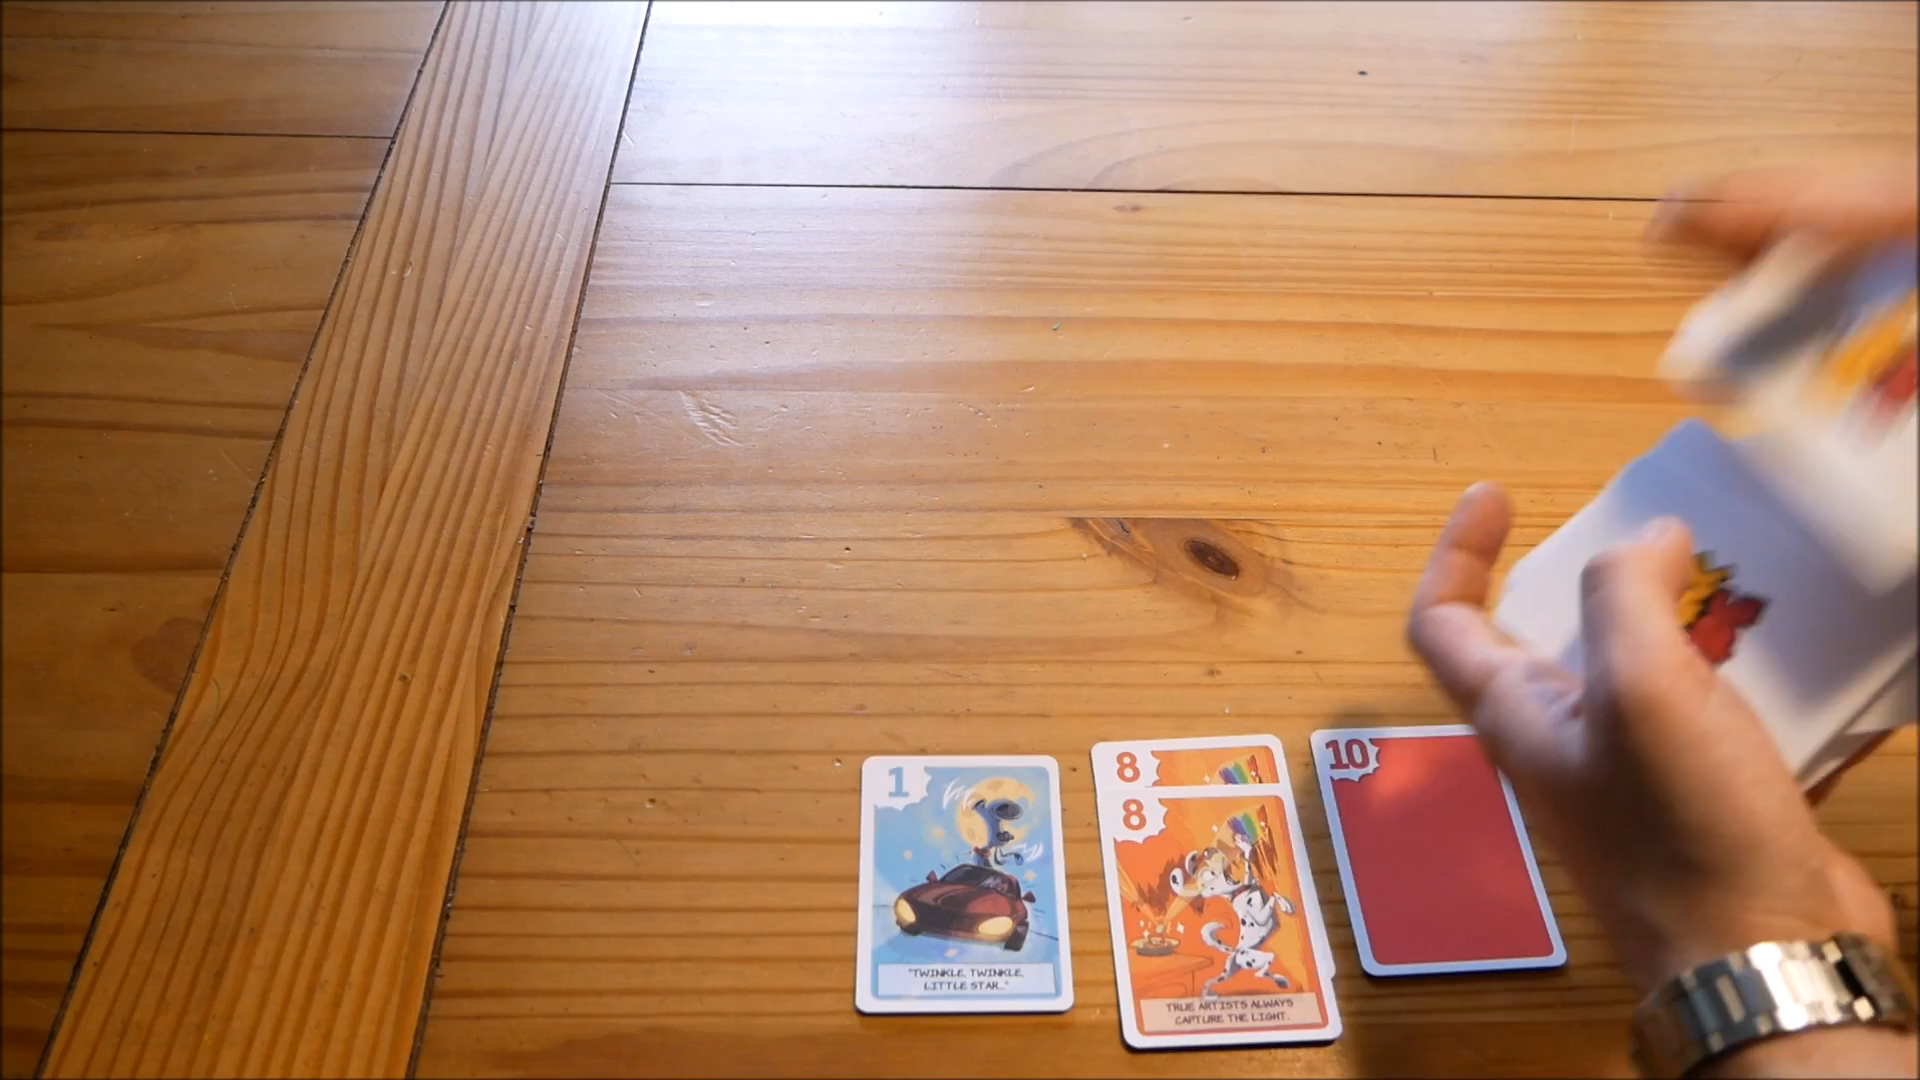 1
"TWINKLE, TWINKLE,
LITTLE STAR..."
8
8
TRUE ARTISTS ALWAYS
CAPTURE THE LIGHT.
10